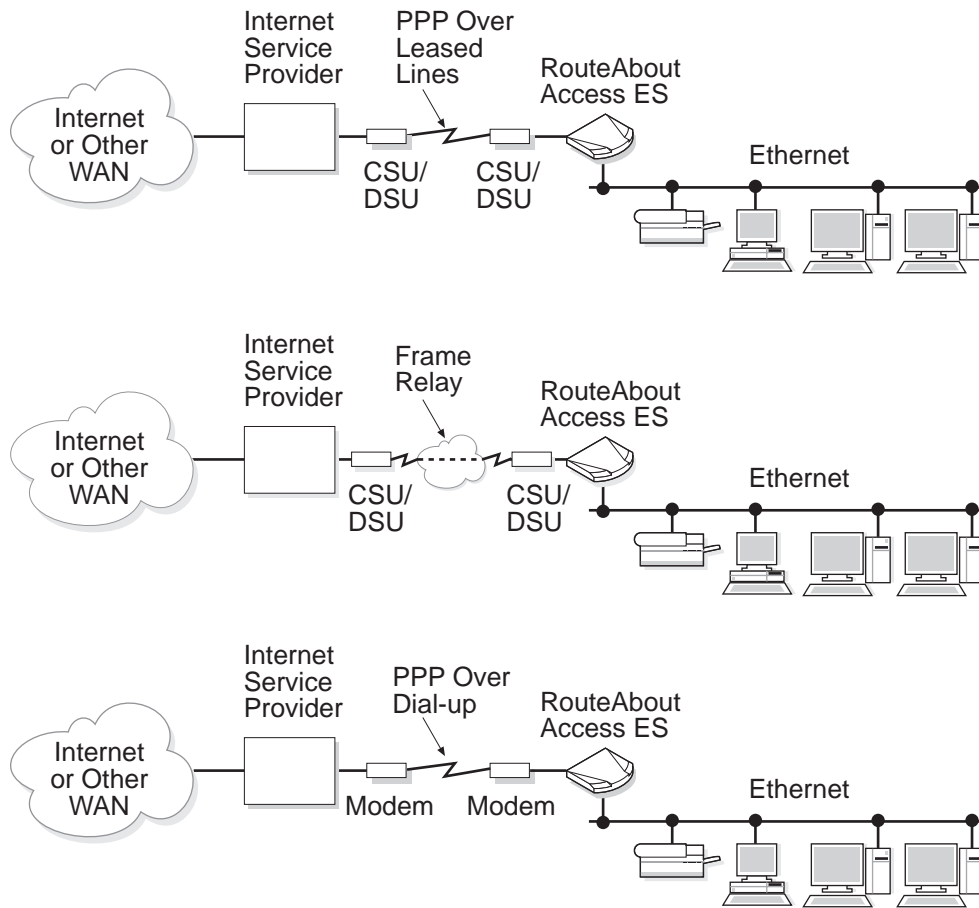 Internet
Service
Provider
PPP Over
Leased
Lines
RouteAbout
Access ES
Internet
or Other
WAN
Ethernet
CSU/
DSU
CSU/
DSU
Internet
Service
Provider
Frame
Relay
RouteAbout
Access ES
Internet
or Other
WAN
Ethernet
CSU/
DSU
CSU/
DSU
Internet
Service
Provider
PPP Over
Dial-up
RouteAbout
Access ES
Internet
or Other
WAN
Ethernet
Modem
Modem